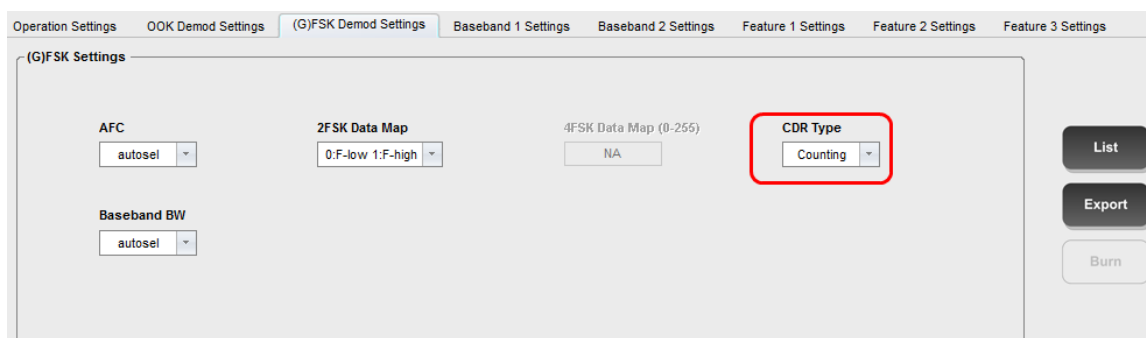 Operation Settings OOK Demod Settings (G)FSK Demod Settings Baseband 1 Settings Baseband 2 Settings Feature 1 Settings Feature 2 Settings Feature 3 Settings
(G)FSK Settings
AFC 2FSK Data Map 4FSK Data Map (0-255) CDR Type
autosel 0:F-low 1:F-high NA Counting
List
Export
Baseband BW
autosel
Burn